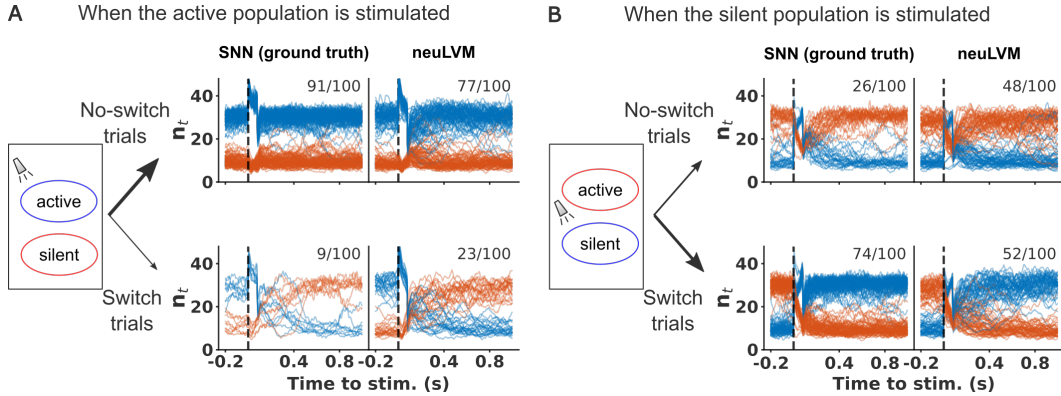 A
When the active population is stimulated
SNN (ground truth)
neuLVM
No-switch
trials
active
silent
Switch
trials
n_t
40
20
0
91/100
77/100
n_t
40
20
0
9/100
23/100
-0.2
0.4
0.8
-0.2
0.4
0.8
Time to stim. (s)
B
When the silent population is stimulated
SNN (ground truth)
neuLVM
No-switch
trials
active
silent
Switch
trials
n_t
40
20
0
26/100
48/100
n_t
40
20
0
74/100
52/100
-0.2
0.4
0.8
-0.2
0.4
0.8
Time to stim. (s)